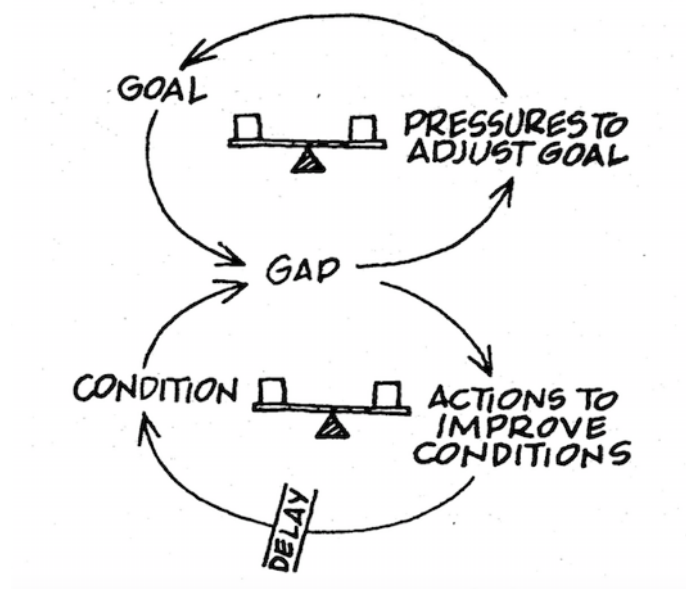 GOAL
PRESSURES TO
ADJUST GOAL
GAP
CONDITION
ACTIONS TO
IMPROVE
CONDITIONS
DELAY